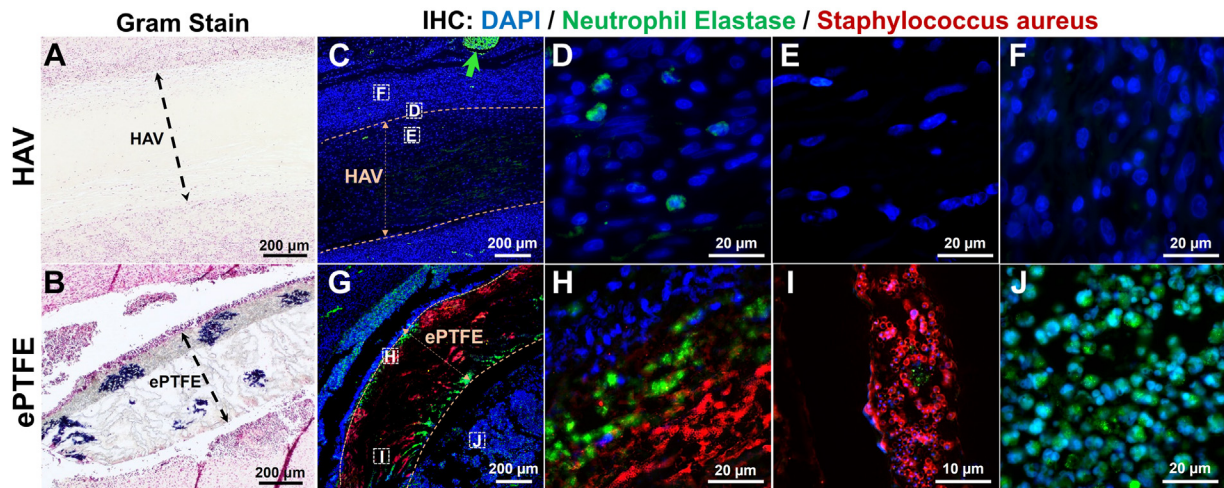 Gram Stain
IHC: DAPI / Neutrophil Elastase / Staphylococcus aureus
HAV
A
HAV
200 µm
C
F
D
E
HAV
200 µm
D
20 µm
E
20 µm
F
20 µm
ePTFE
B
ePTFE
200 µm
G
ePTFE
H
I
J
200 µm
H
20 µm
I
10 µm
J
20 µm